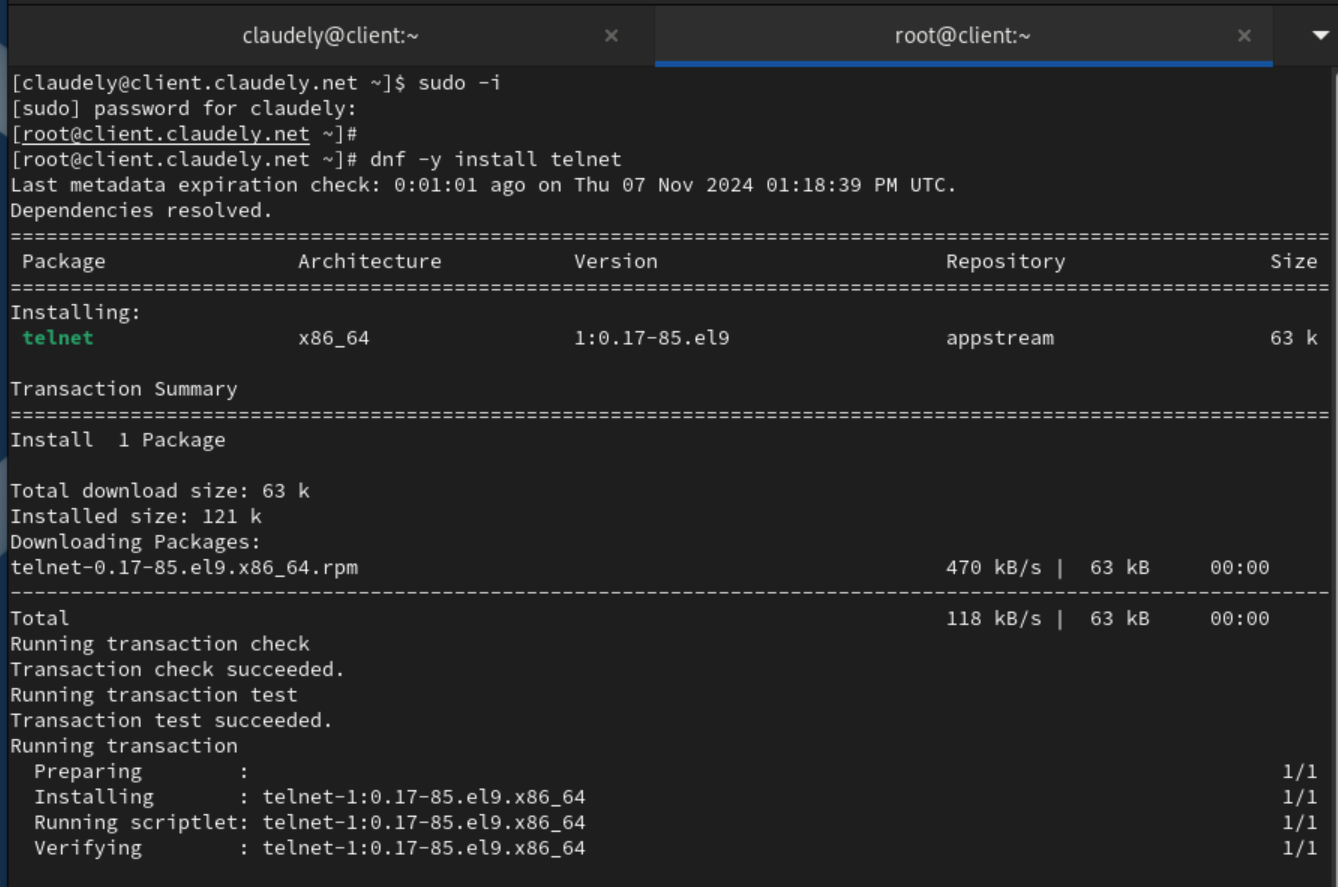 claudely@client:~ × root@client:~ ×
[claudely@client.claudely.net ~]$ sudo -i
[sudo] password for claudely:
[root@client.claudely.net ~]#
[root@client.claudely.net ~]# dnf -y install telnet
Last metadata expiration check: 0:01:01 ago on Thu 07 Nov 2024 01:18:39 PM UTC.
Dependencies resolved.
================================================================================================================
Package Architecture Version Repository Size
================================================================================================================
Installing:
telnet x86_64 1:0.17-85.el9 appstream 63 k
Transaction Summary
================================================================================================================
Install 1 Package
Total download size: 63 k
Installed size: 121 k
Downloading Packages:
telnet-0.17-85.el9.x86_64.rpm 470 kB/s | 63 kB 00:00
----------------------------------------------------------------------------------------------------------------
Total 118 kB/s | 63 kB 00:00
Running transaction check
Transaction check succeeded.
Running transaction test
Transaction test succeeded.
Running transaction
Preparing : 1/1
Installing : telnet-1:0.17-85.el9.x86_64 1/1
Running scriptlet: telnet-1:0.17-85.el9.x86_64 1/1
Verifying : telnet-1:0.17-85.el9.x86_64 1/1